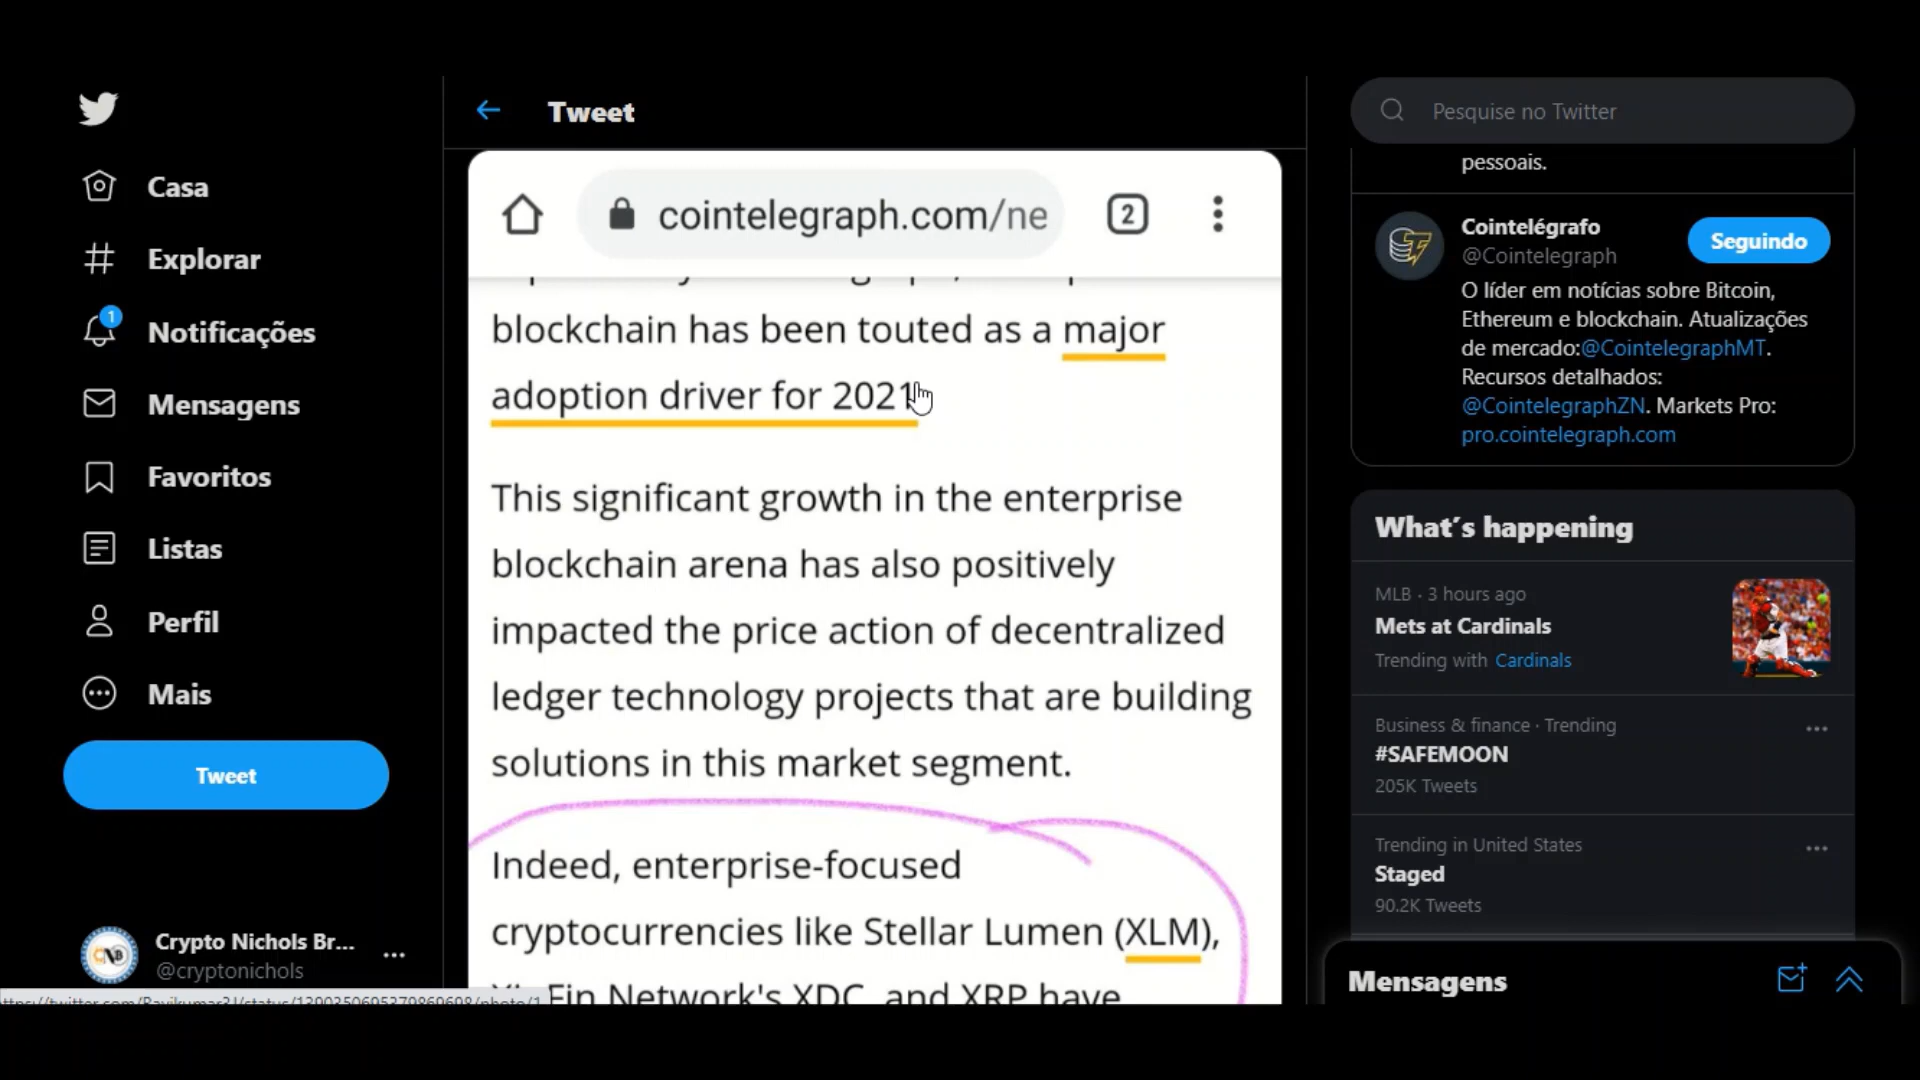 Casa
Explorar
1
Notificações
Mensagens
Favoritos
Listas
Perfil
Mais
Tweet
Crypto Nichols Br...
@cryptonichols
Tweet
cointelegraph.com/ne
2
blockchain has been touted as a major
adoption driver for 2021
This significant growth in the enterprise
blockchain arena has also positively
impacted the price action of decentralized
ledger technology projects that are building
solutions in this market segment.
Indeed, enterprise-focused
cryptocurrencies like Stellar Lumen (XLM),
Fin Network's XDC, and XRP have
Pesquise no Twitter
pessoais.
Cointelégrafo
@Cointelegraph
Seguindo
O líder em notícias sobre Bitcoin,
Ethereum e blockchain. Atualizações
de mercado:@CointelegraphMT.
Recursos detalhados:
@CointelegraphZN. Markets Pro:
pro.cointelegraph.com
What's happening
MLB · 3 hours ago
Mets at Cardinals
Trending with Cardinals
Business & finance · Trending
#SAFEMOON
205K Tweets
Trending in United States
Staged
90.2K Tweets
Mensagens